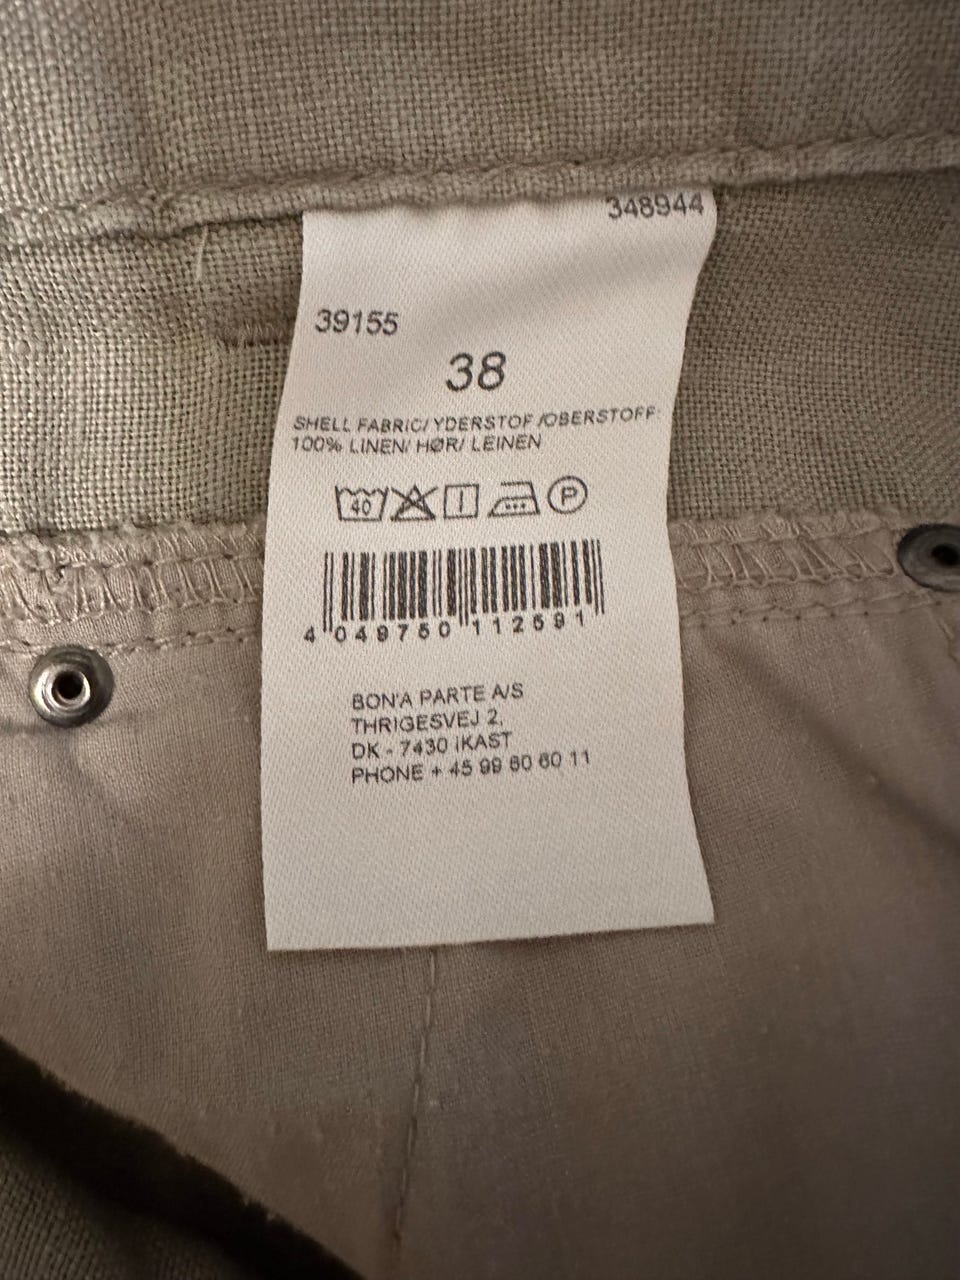 348944
39155
38
SHELL FABRIC/ YDERSTOF /OBERSTOFF:
100% LINEN/ HØR/ LEINEN
40
P
4 049750 112591
BON'A PARTE A/S
THRIGESVEJ 2,
DK - 7430 IKAST
PHONE + 45 99 60 60 11